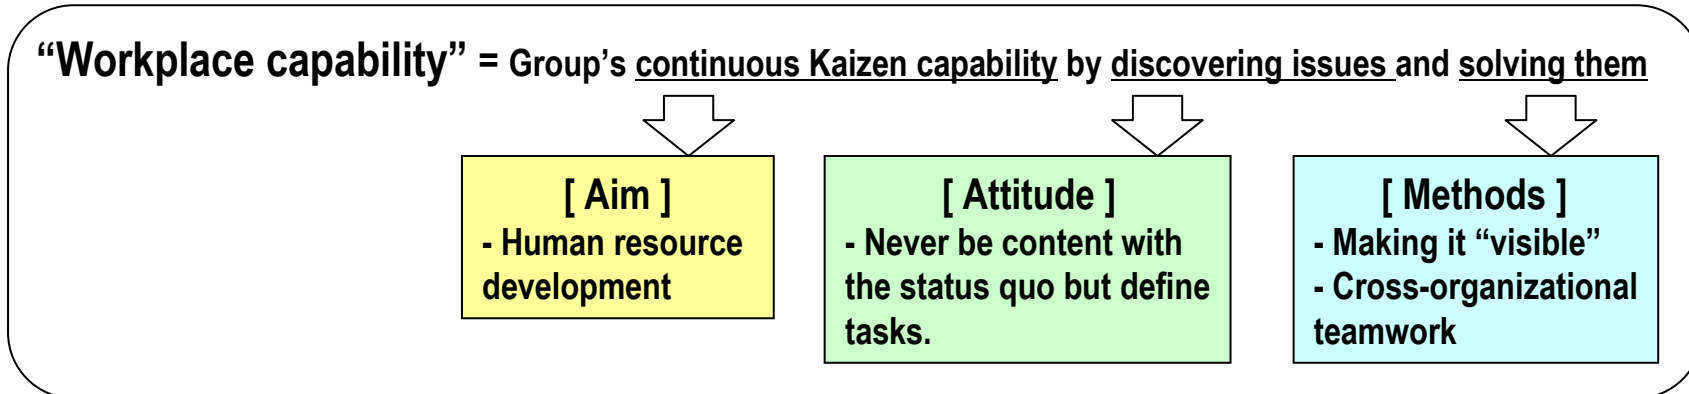 “Workplace capability” = Group’s continuous Kaizen capability by discovering issues and solving them
[ Aim ]
- Human resource
development
[ Attitude ]
- Never be content with
the status quo but define
tasks.
[ Methods ]
- Making it “visible”
- Cross-organizational
teamwork